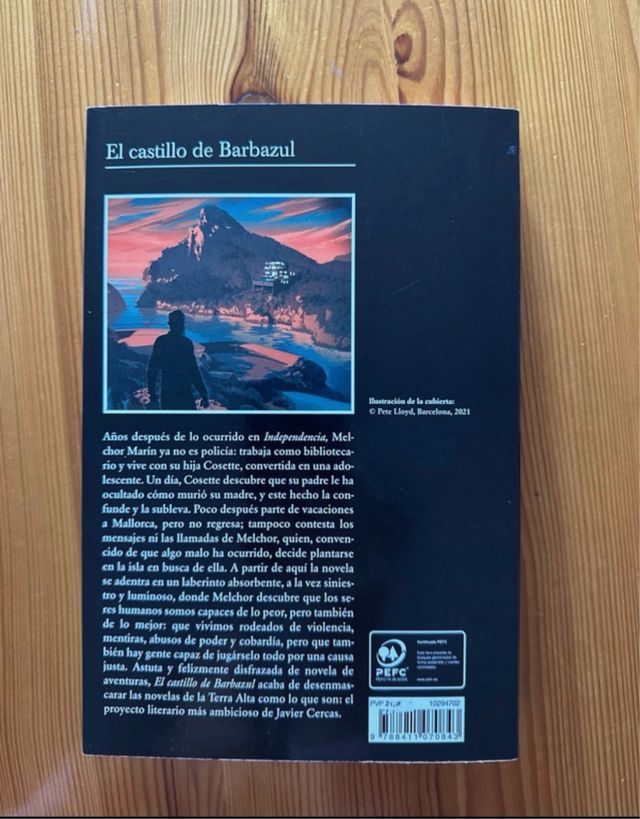 El castillo de Barbazul
Ilustración de la cubierta:
© Pete Lloyd, Barcelona, 2021
Años después de lo ocurrido en Independencia, Mel-
chor Marín ya no es policía: trabaja como biblioteca-
rio y vive con su hija Cosette, convertida en una ado-
lescente. Un día, Cosette descubre que su padre le ha
ocultado cómo murió su madre, y este hecho la con-
funde y la subleva. Poco después parte de vacaciones
a Mallorca, pero no regresa; tampoco contesta los
mensajes ni las llamadas de Melchor, quien, conven-
cido de que algo malo ha ocurrido, decide plantarse
en la isla en busca de ella. A partir de aquí la novela
se adentra en un laberinto absorbente, a la vez sinies-
tro y luminoso, donde Melchor descubre que los se-
res humanos somos capaces de lo peor, pero también
de lo mejor: que vivimos rodeados de violencia,
mentiras, abusos de poder y cobardía, pero que tam-
bién hay gente capaz de jugárselo todo por una causa
justa. Astuta y felizmente disfrazada de novela de
aventuras, El castillo de Barbazul acaba de desenmas-
carar las novelas de la Terra Alta como lo que son: el
proyecto literario más ambicioso de Javier Cercas.
PEFC
Certificado PEFC
www.pefc.es
PVP 10294702
9 788411 070843